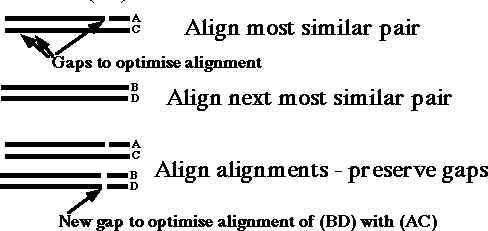 A
C
Align most similar pair
Gaps to optimise alignment
B
D
Align next most similar pair
A
C
B
D
Align alignments - preserve gaps
New gap to optimise alignment of (BD) with (AC)